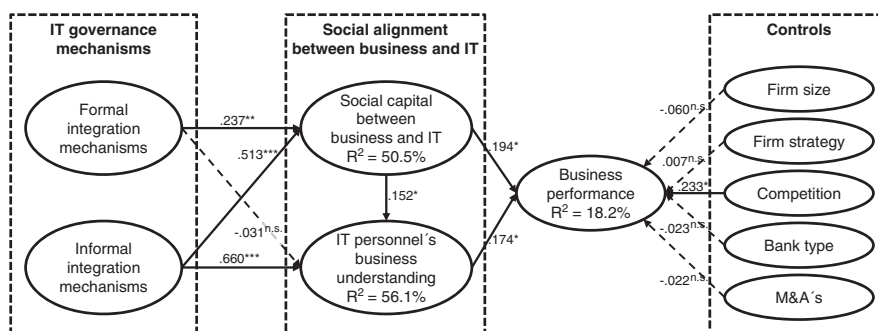 IT governance
mechanisms
Formal
integration
mechanisms
Informal
integration
mechanisms
.237**
.513***
-.031n.s.
.660***
Social alignment
between business and IT
Social capital
between
business and IT
R² = 50.5%
.152*
IT personnel´s
business
understanding
R² = 56.1%
.194*
.174*
Business
performance
R² = 18.2%
Controls
-.060n.s.
Firm size
.007n.s.
Firm strategy
.233*
Competition
-.023n.s.
Bank type
-.022n.s.
M&A´s